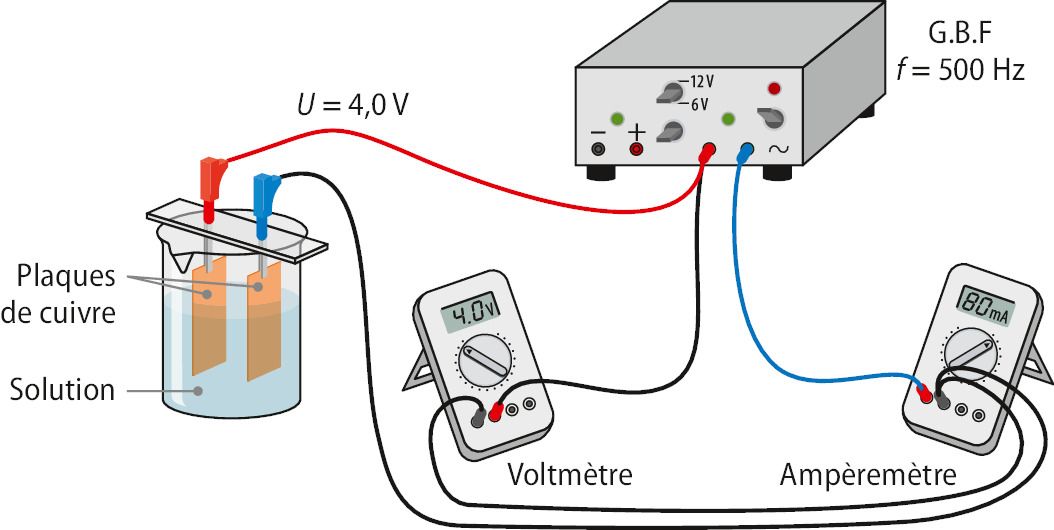 G.B.F
f = 500 Hz
U = 4,0 V
12 V
6 V
− +
~
Plaques
de cuivre
Solution
4.0V
80mA
Voltmètre
Ampèremètre